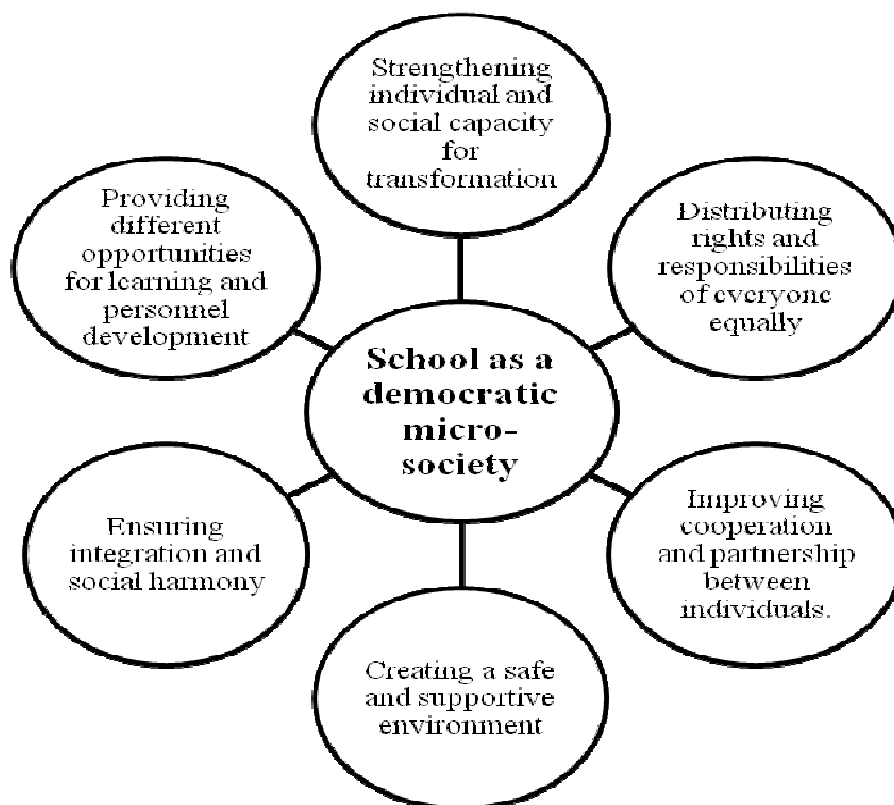 Strengthening
individual and
social capacity
for
transformation
Distributing
rights and
responsibilities
of everyone
equally
Improving
cooperation
and partnership
between
individuals.
Creating a safe
and supportive
environment
Ensuring
integration and
social harmony
Providing
different
opportunities
for learning and
personnel
development
School as a
democratic
micro-
society